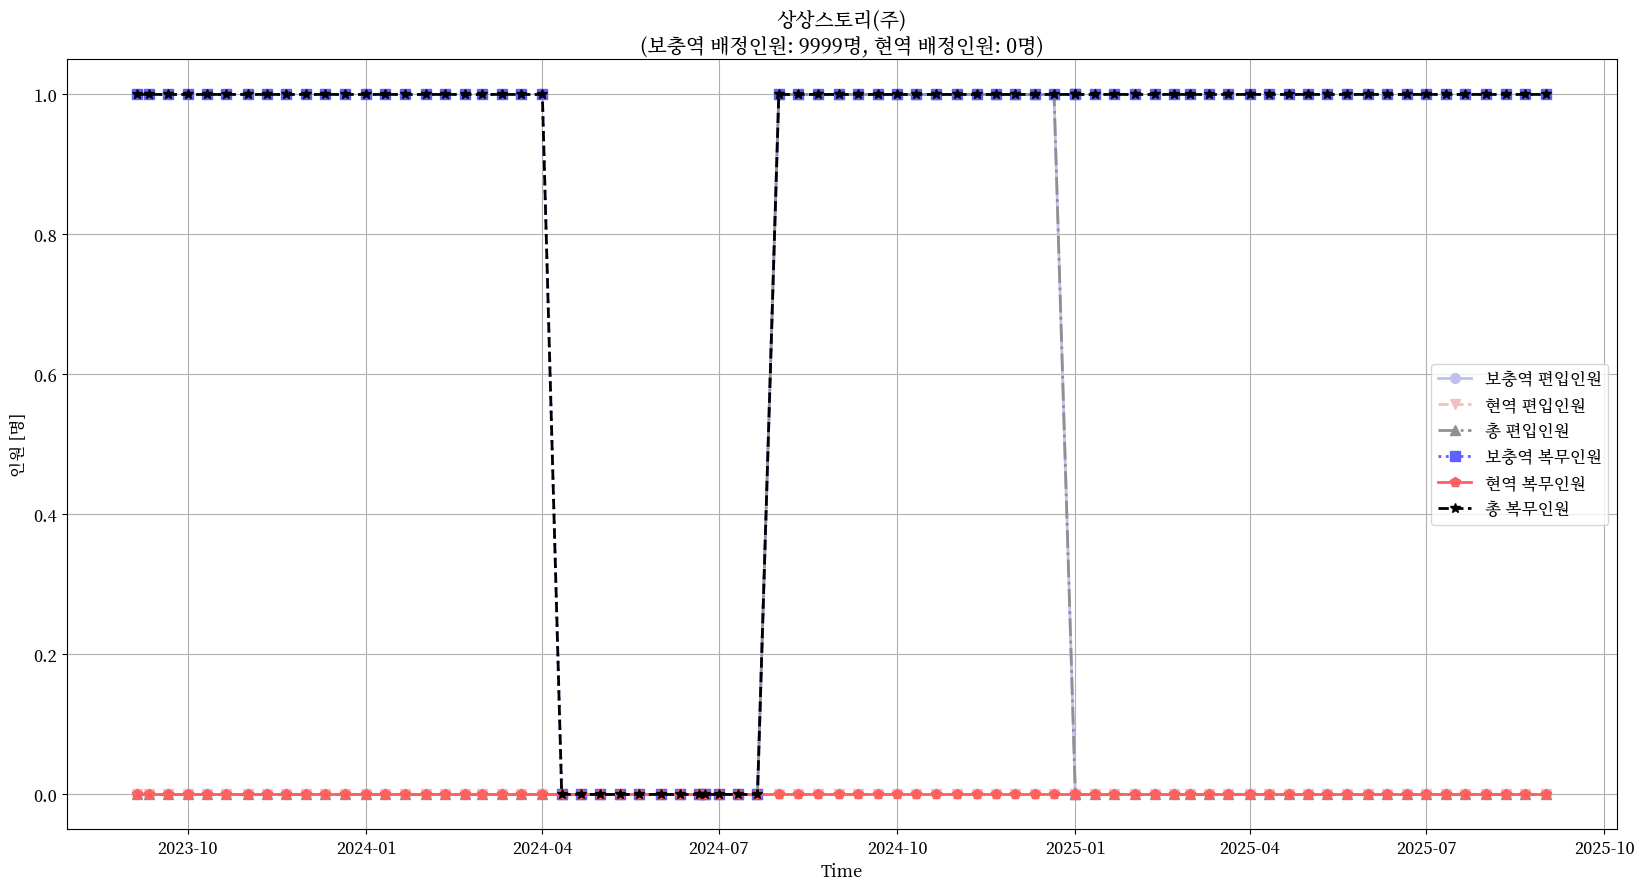 상상스토리(주)
(보충역 배정인원: 9999명, 현역 배정인원: 0명)
인원 [명]
1.0
0.8
0.6
0.4
0.2
0.0
보충역 편입인원
현역 편입인원
총 편입인원
보충역 복무인원
현역 복무인원
총 복무인원
2023-10 2024-01 2024-04 2024-07 2024-10 2025-01 2025-04 2025-07 2025-10
Time